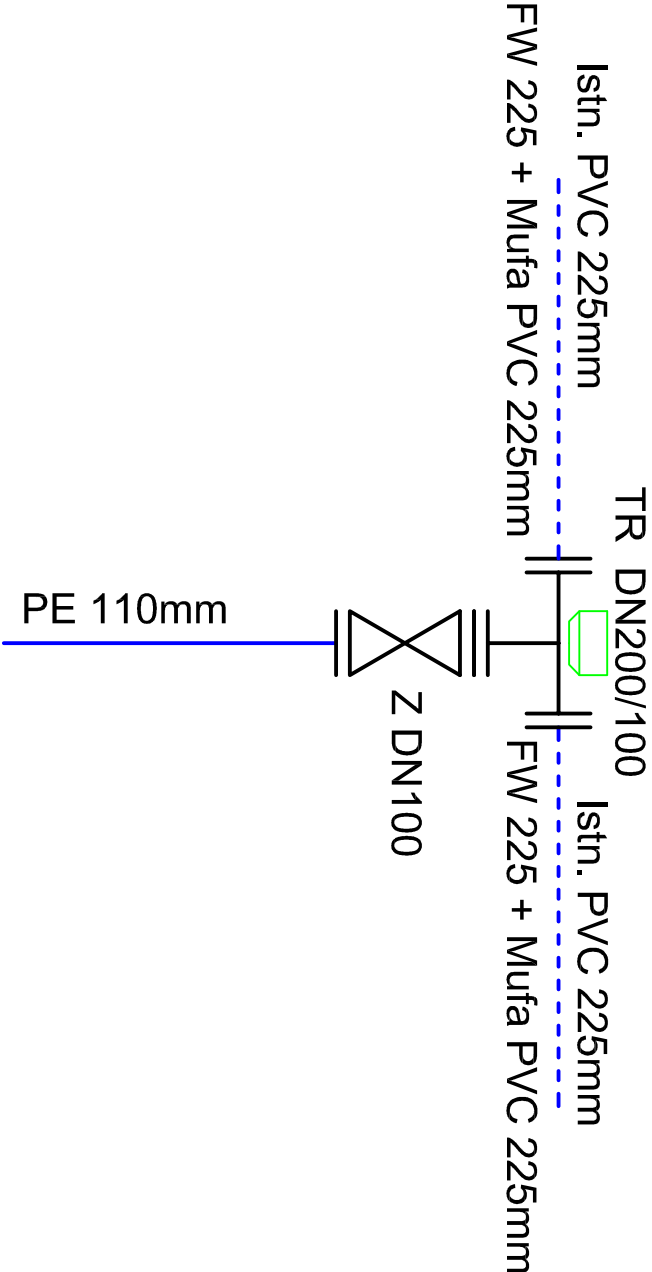 TR DN200/100
Istn. PVC 225mm
Istn. PVC 225mm
FW 225 + Mufa PVC 225mm
FW 225 + Mufa PVC 225mm
Z DN100
PE 110mm